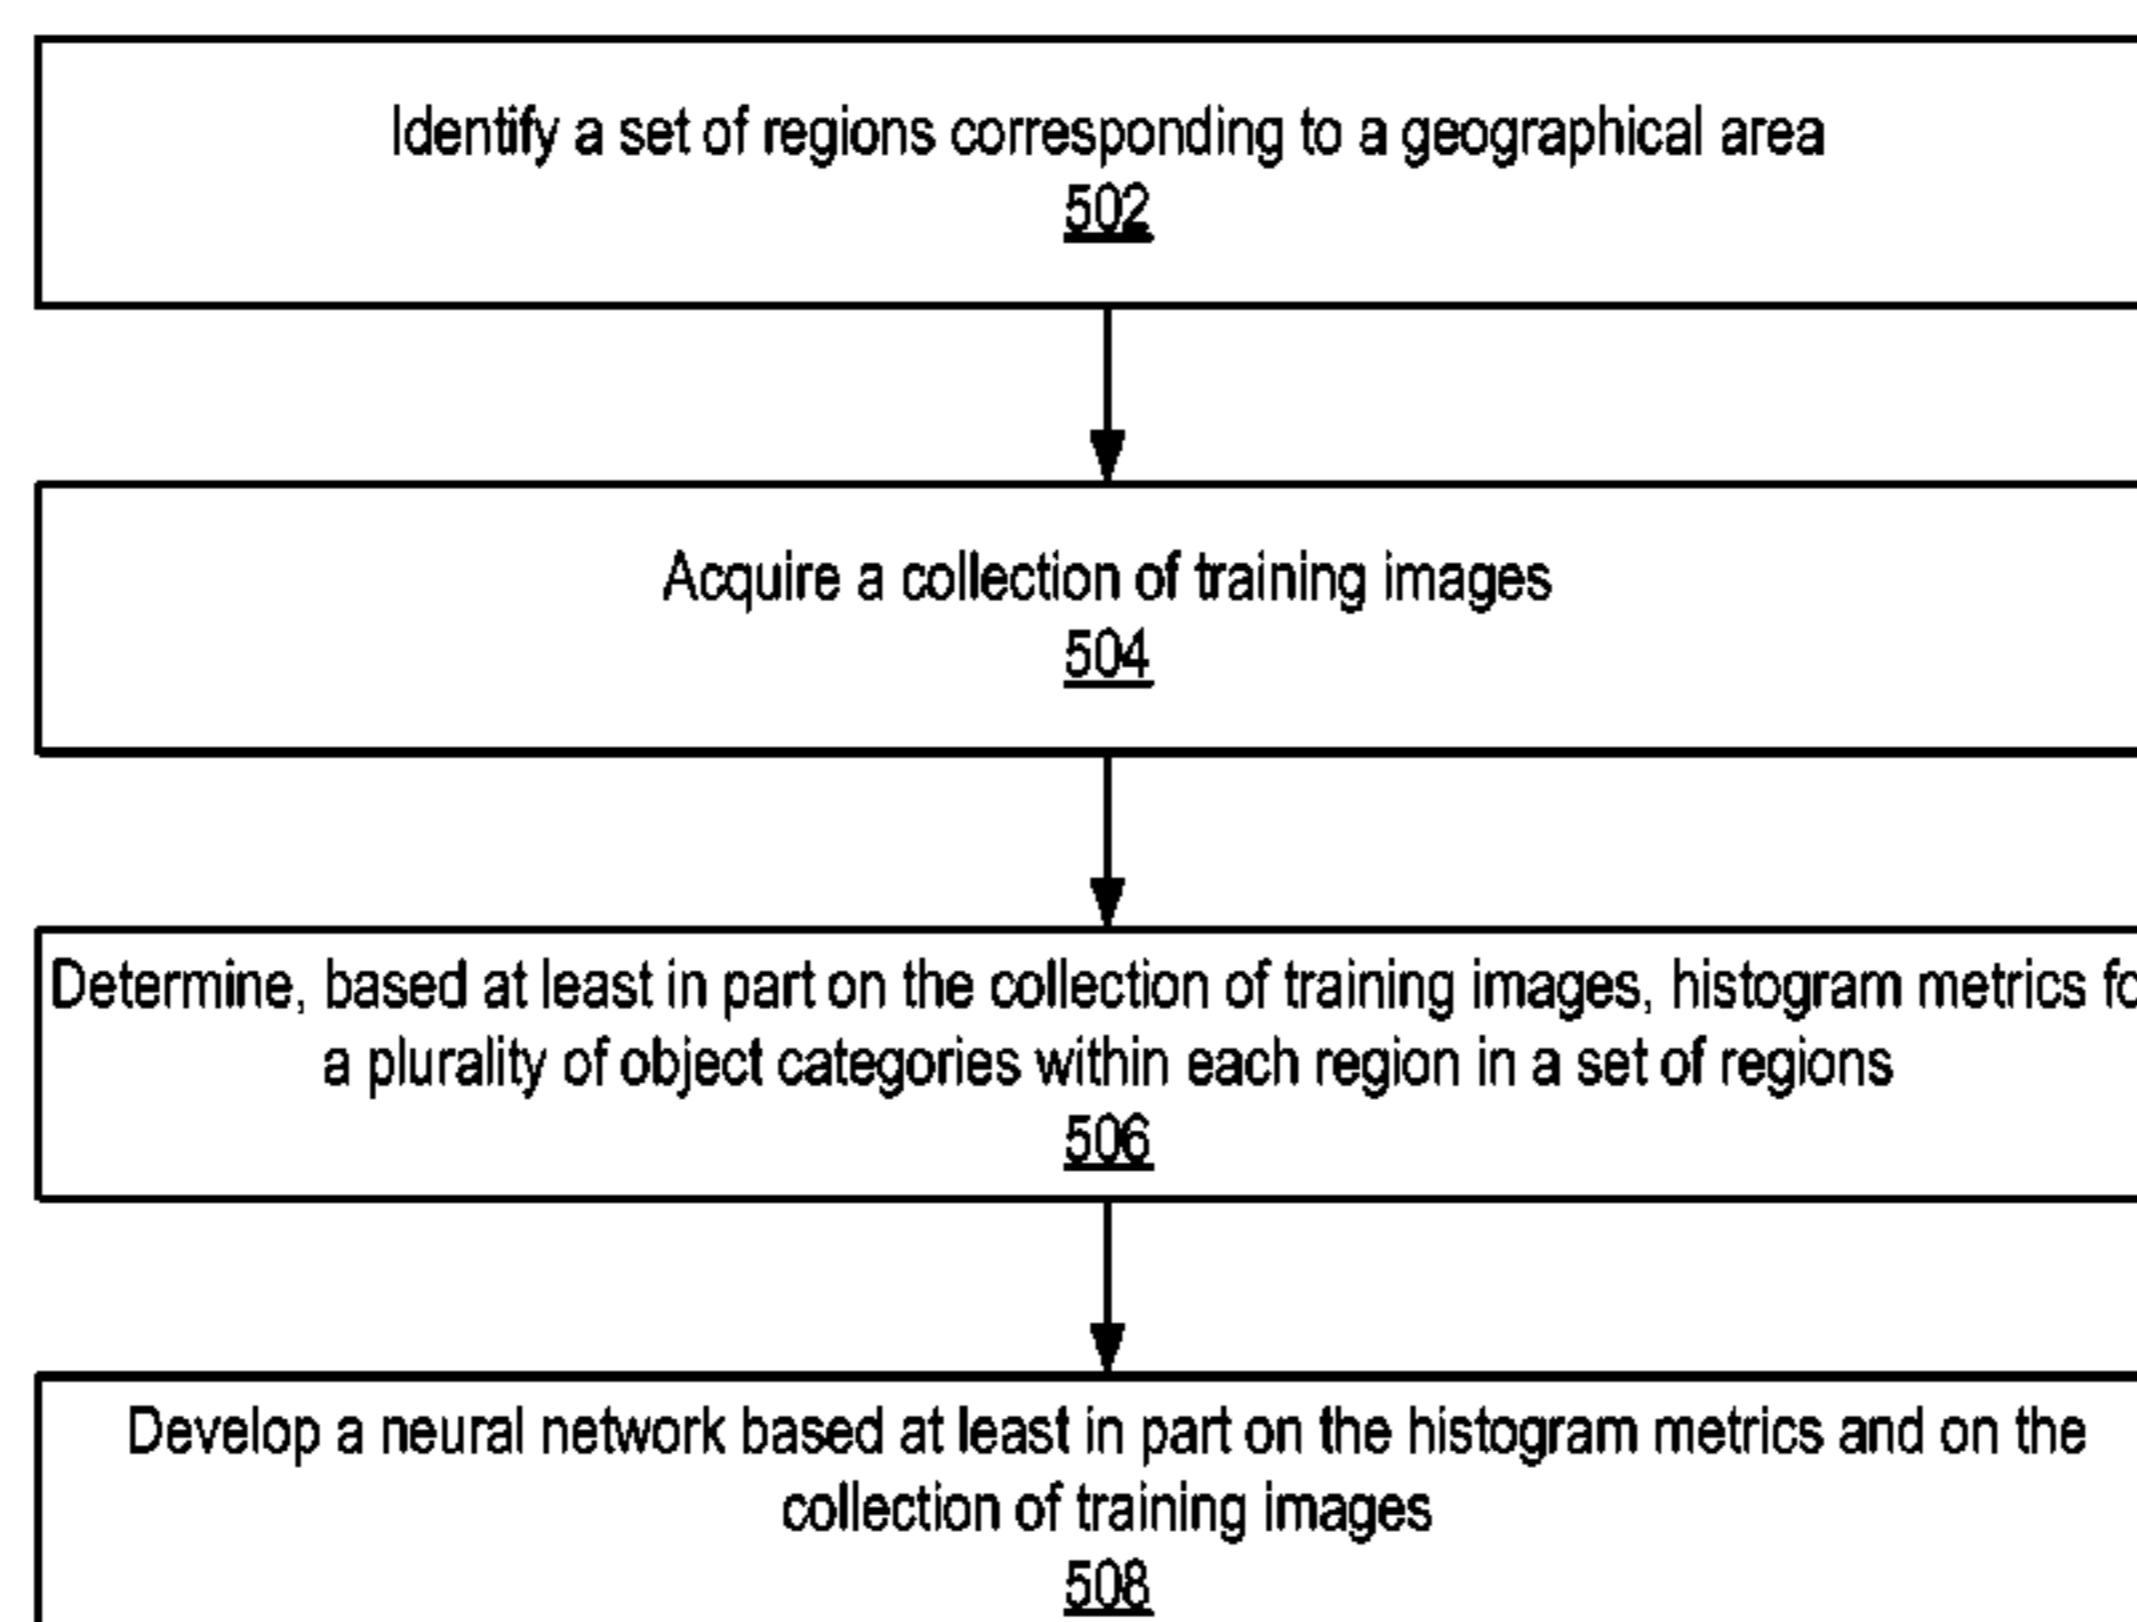 Identify a set of regions corresponding to a geographical area
502
Acquire a collection of training images
504
Determine, based at least in part on the collection of training images, histogram metrics
a plurality of object categories within each region in a set of regions
506
Develop a neural network based at least in part on the histogram metrics and on the
collection of training images
508